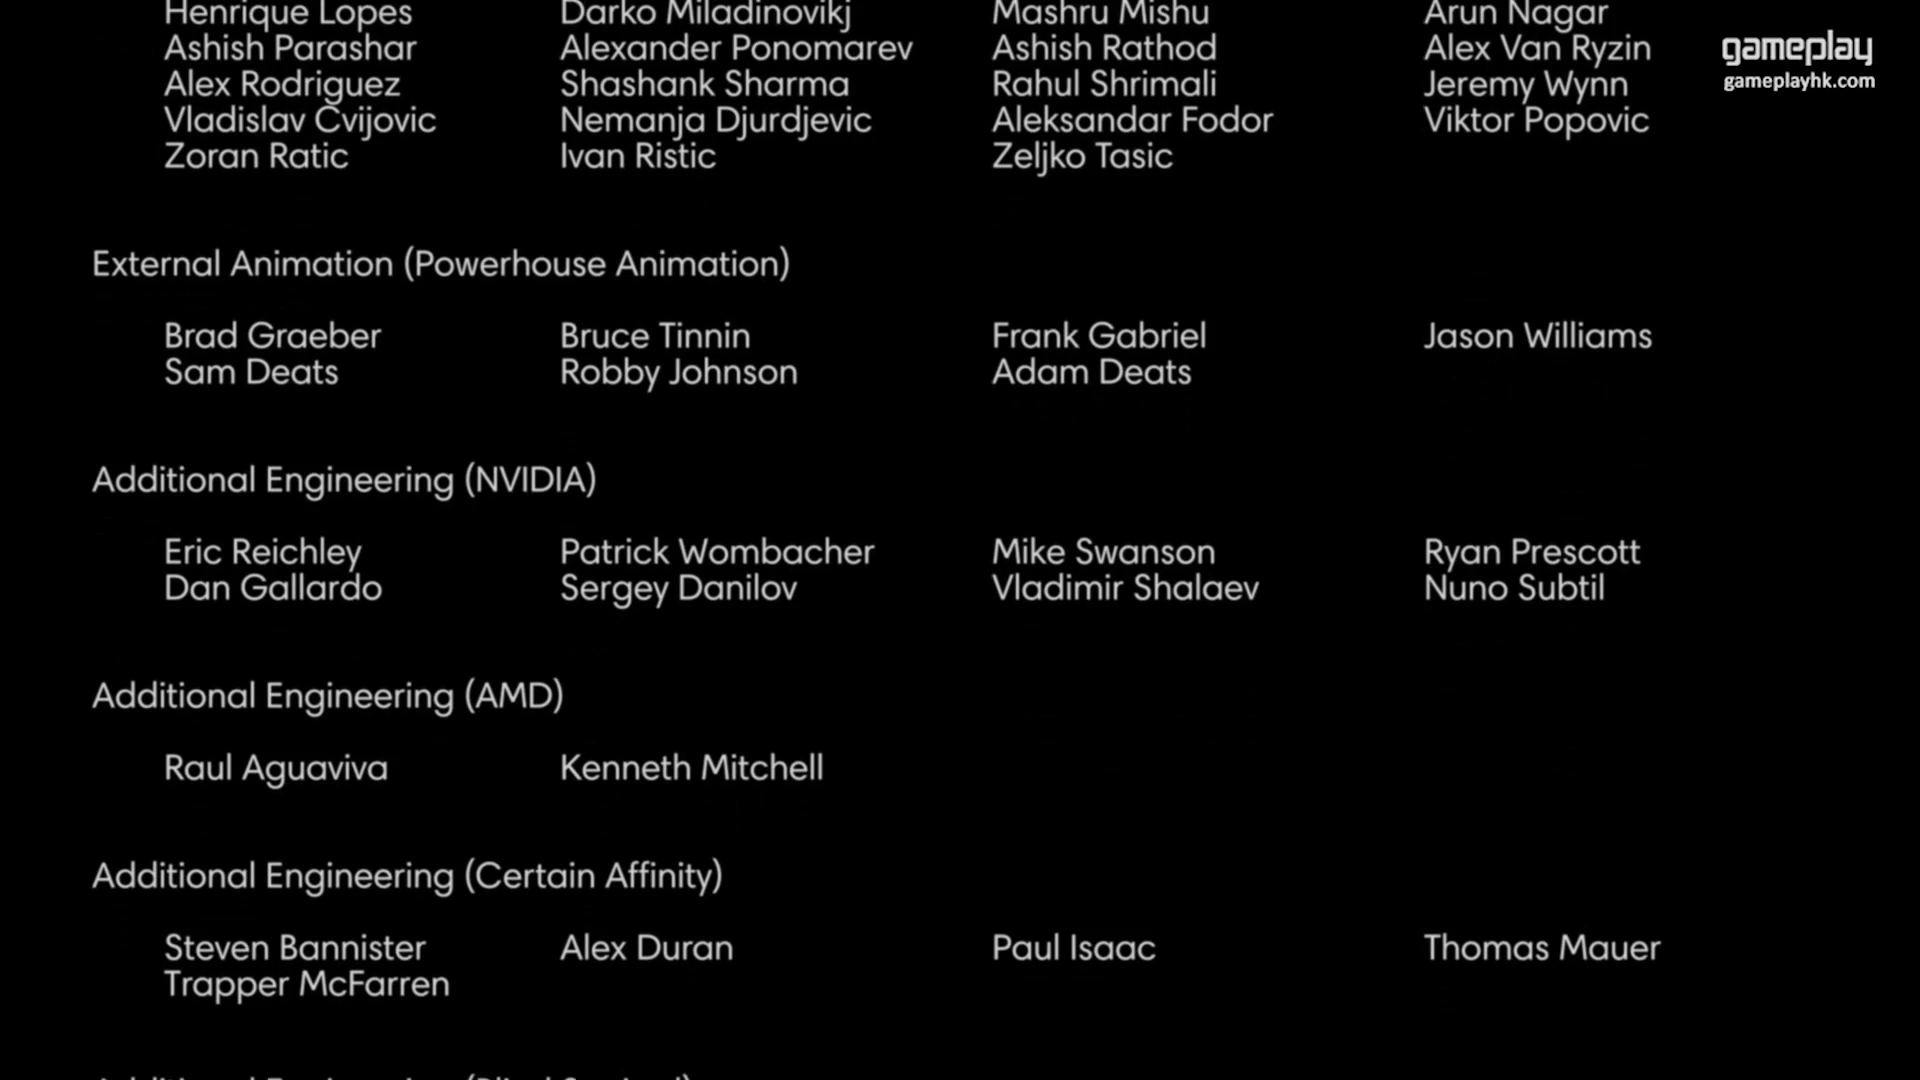 Henrique Lopes Darko Miladinovikj Mashru Mishu Arun Nagar
Ashish Parashar Alexander Ponomarev Ashish Rathod Alex Van Ryzin
Alex Rodriguez Shashank Sharma Rahul Shrimali Jeremy Wynn
Vladislav Cvijovic Nemanja Djurdjevic Aleksandar Fodor Viktor Popovic
Zoran Ratic Ivan Ristic Zeljko Tasic
gameplay
gameplayhk.com
External Animation (Powerhouse Animation)
Brad Graeber Bruce Tinnin Frank Gabriel Jason Williams
Sam Deats Robby Johnson Adam Deats
Additional Engineering (NVIDIA)
Eric Reichley Patrick Wombacher Mike Swanson Ryan Prescott
Dan Gallardo Sergey Danilov Vladimir Shalaev Nuno Subtil
Additional Engineering (AMD)
Raul Aguaviva Kenneth Mitchell
Additional Engineering (Certain Affinity)
Steven Bannister Alex Duran Paul Isaac Thomas Mauer
Trapper McFarren